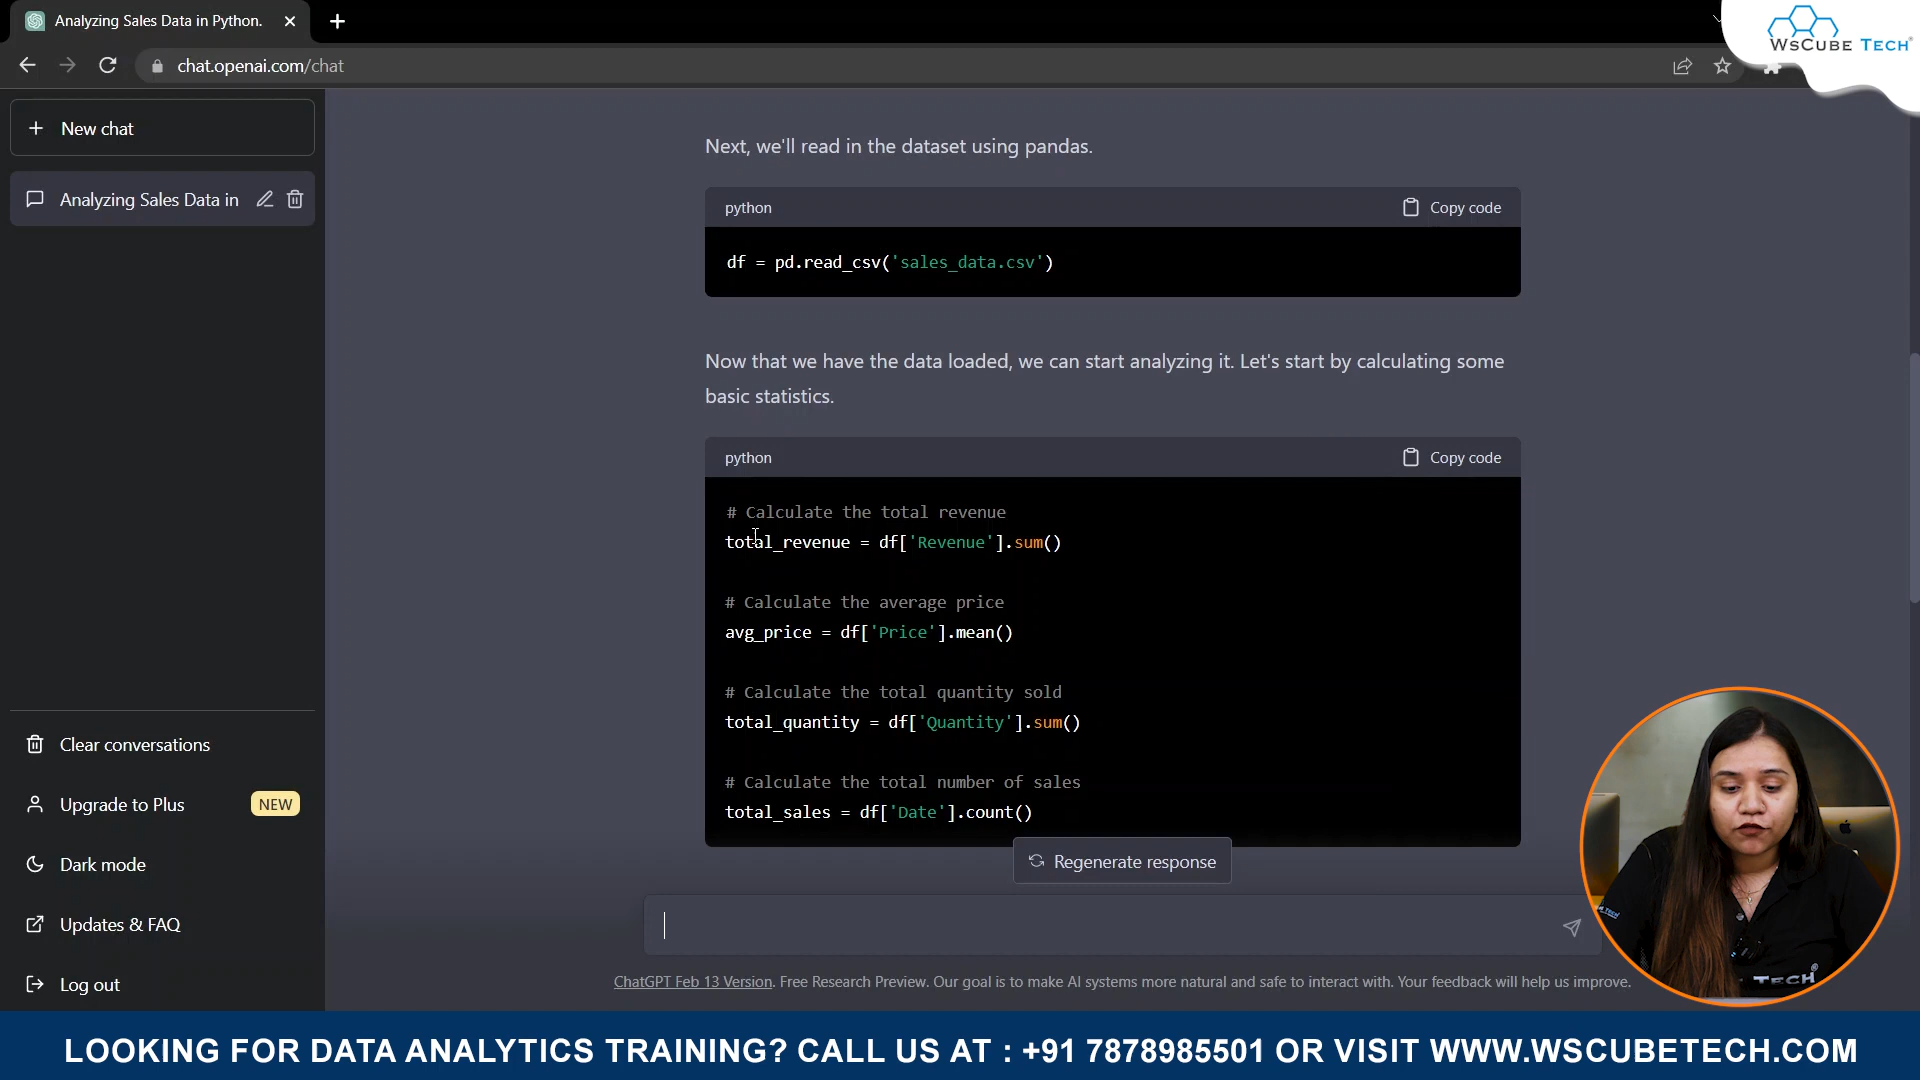 Analyzing Sales Data in Python.
WSCUBE TECH®
chat.openai.com/chat
New chat
Analyzing Sales Data in
Next, we'll read in the dataset using pandas.
python
Copy code
df = pd.read_csv('sales_data.csv')
Now that we have the data loaded, we can start analyzing it. Let's start by calculating some
basic statistics.
python
Copy code
# Calculate the total revenue
total_revenue = df['Revenue'].sum()
# Calculate the average price
avg_price = df['Price'].mean()
# Calculate the total quantity sold
total_quantity = df['Quantity'].sum()
# Calculate the total number of sales
total_sales = df['Date'].count()
Clear conversations
Upgrade to Plus
NEW
Dark mode
Updates & FAQ
Log out
Regenerate response
ChatGPT Feb 13 Version. Free Research Preview. Our goal is to make AI systems more natural and safe to interact with. Your feedback will help us improve.
TECH®
LOOKING FOR DATA ANALYTICS TRAINING? CALL US AT : +91 7878985501 OR VISIT WWW.WSCUBETECH.COM